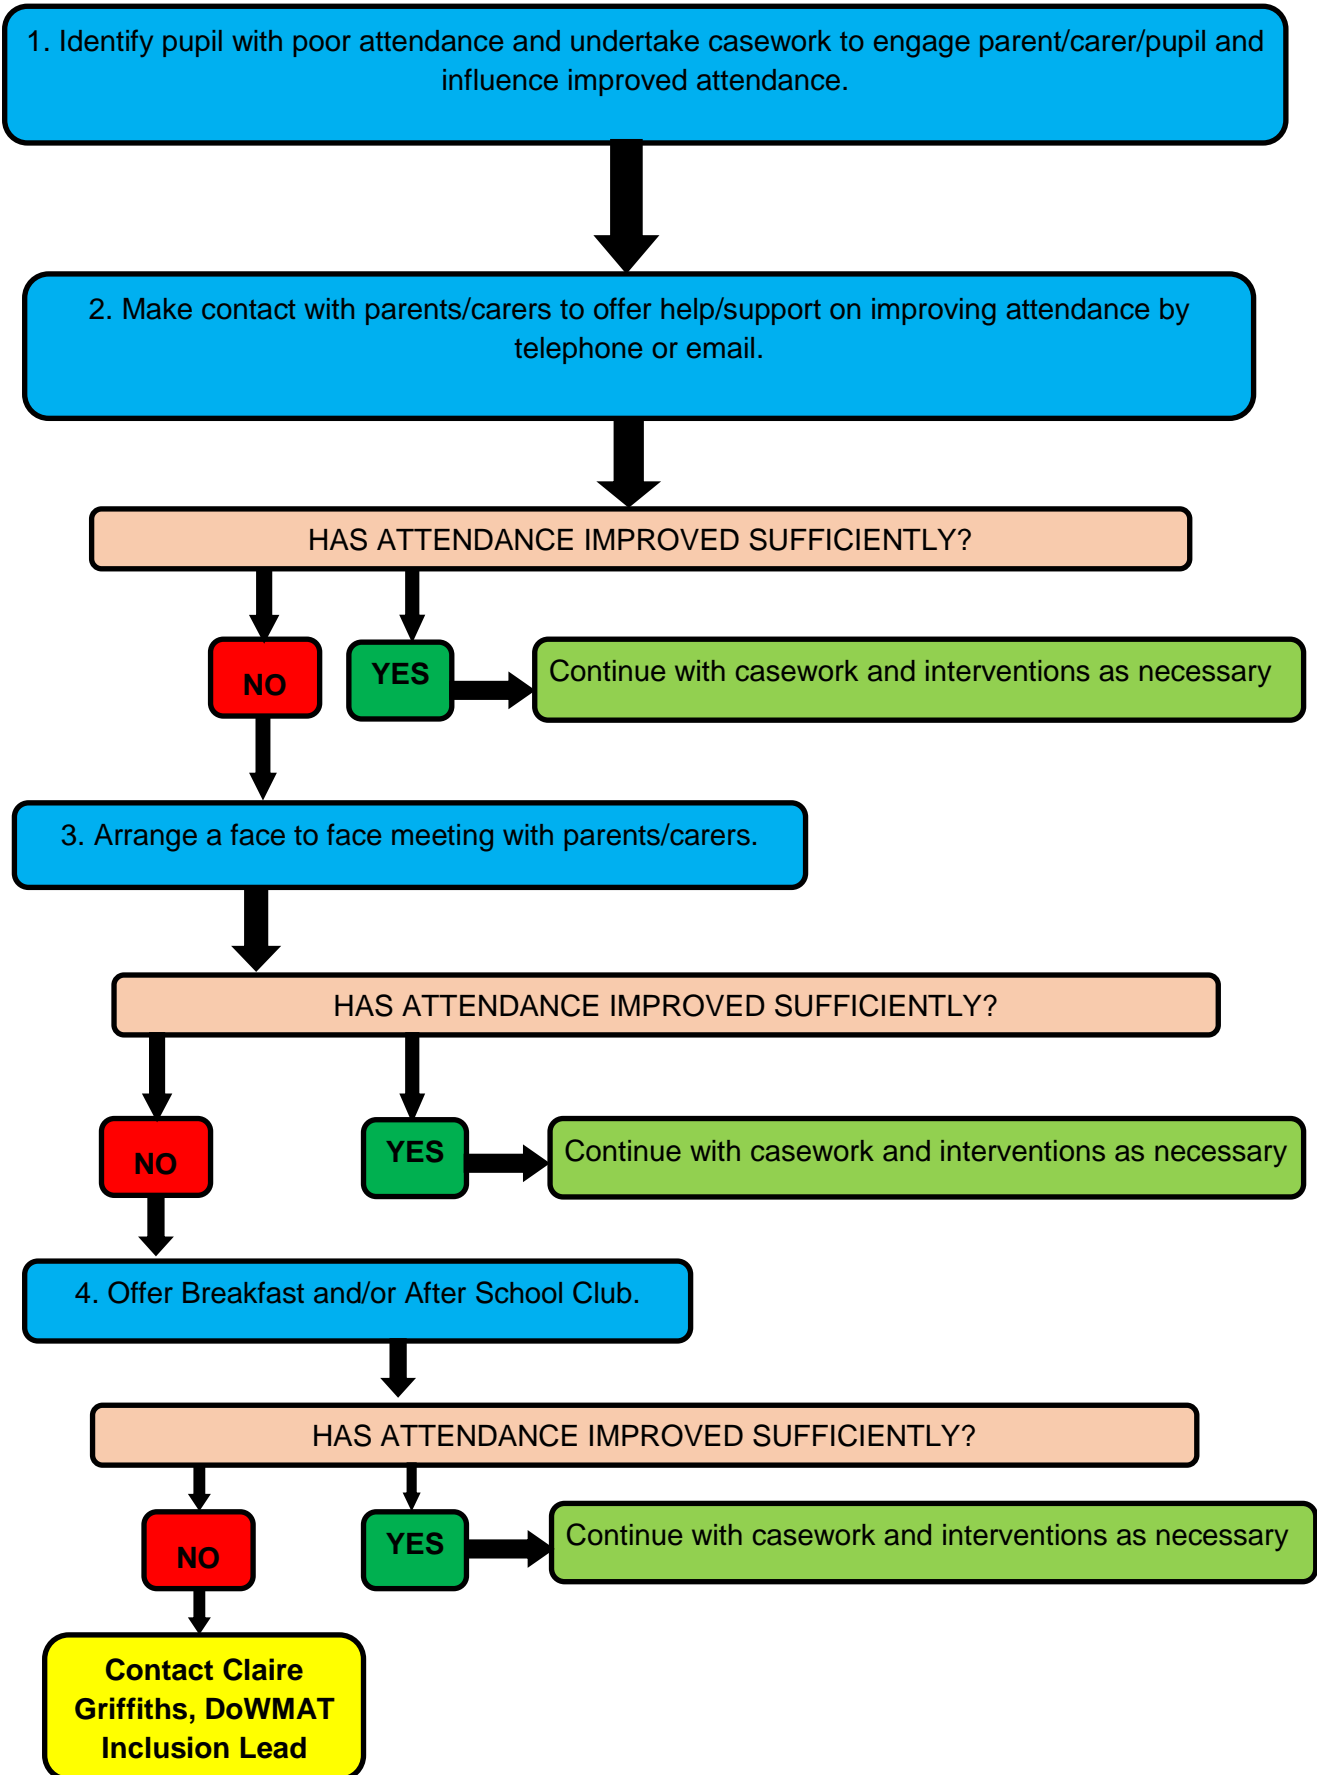 1. Identify pupil with poor attendance and undertake casework to engage parent/carer/pupil and
influence improved attendance.
2. Make contact with parents/carers to offer help/support on improving attendance by
telephone or email.
HAS ATTENDANCE IMPROVED SUFFICIENTLY?
NO
YES
Continue with casework and interventions as necessary
3. Arrange a face to face meeting with parents/carers.
HAS ATTENDANCE IMPROVED SUFFICIENTLY?
NO
YES
Continue with casework and interventions as necessary
4. Offer Breakfast and/or After School Club.
HAS ATTENDANCE IMPROVED SUFFICIENTLY?
NO
YES
Continue with casework and interventions as necessary
Contact Claire
Griffiths, DoWMAT
Inclusion Lead